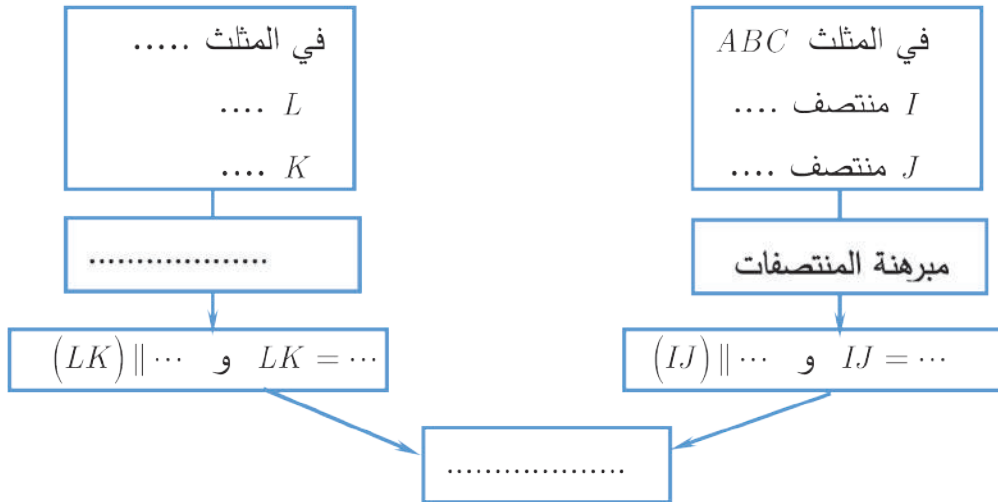 في المثلث ABC
I منتصف ....
J منتصف ....
مبرهنة المنتصفات
(IJ) ∥ ⋯ و IJ = ⋯
في المثلث .....
L ....
K ....
...................
(LK) ∥ ⋯ و LK = ⋯
...................